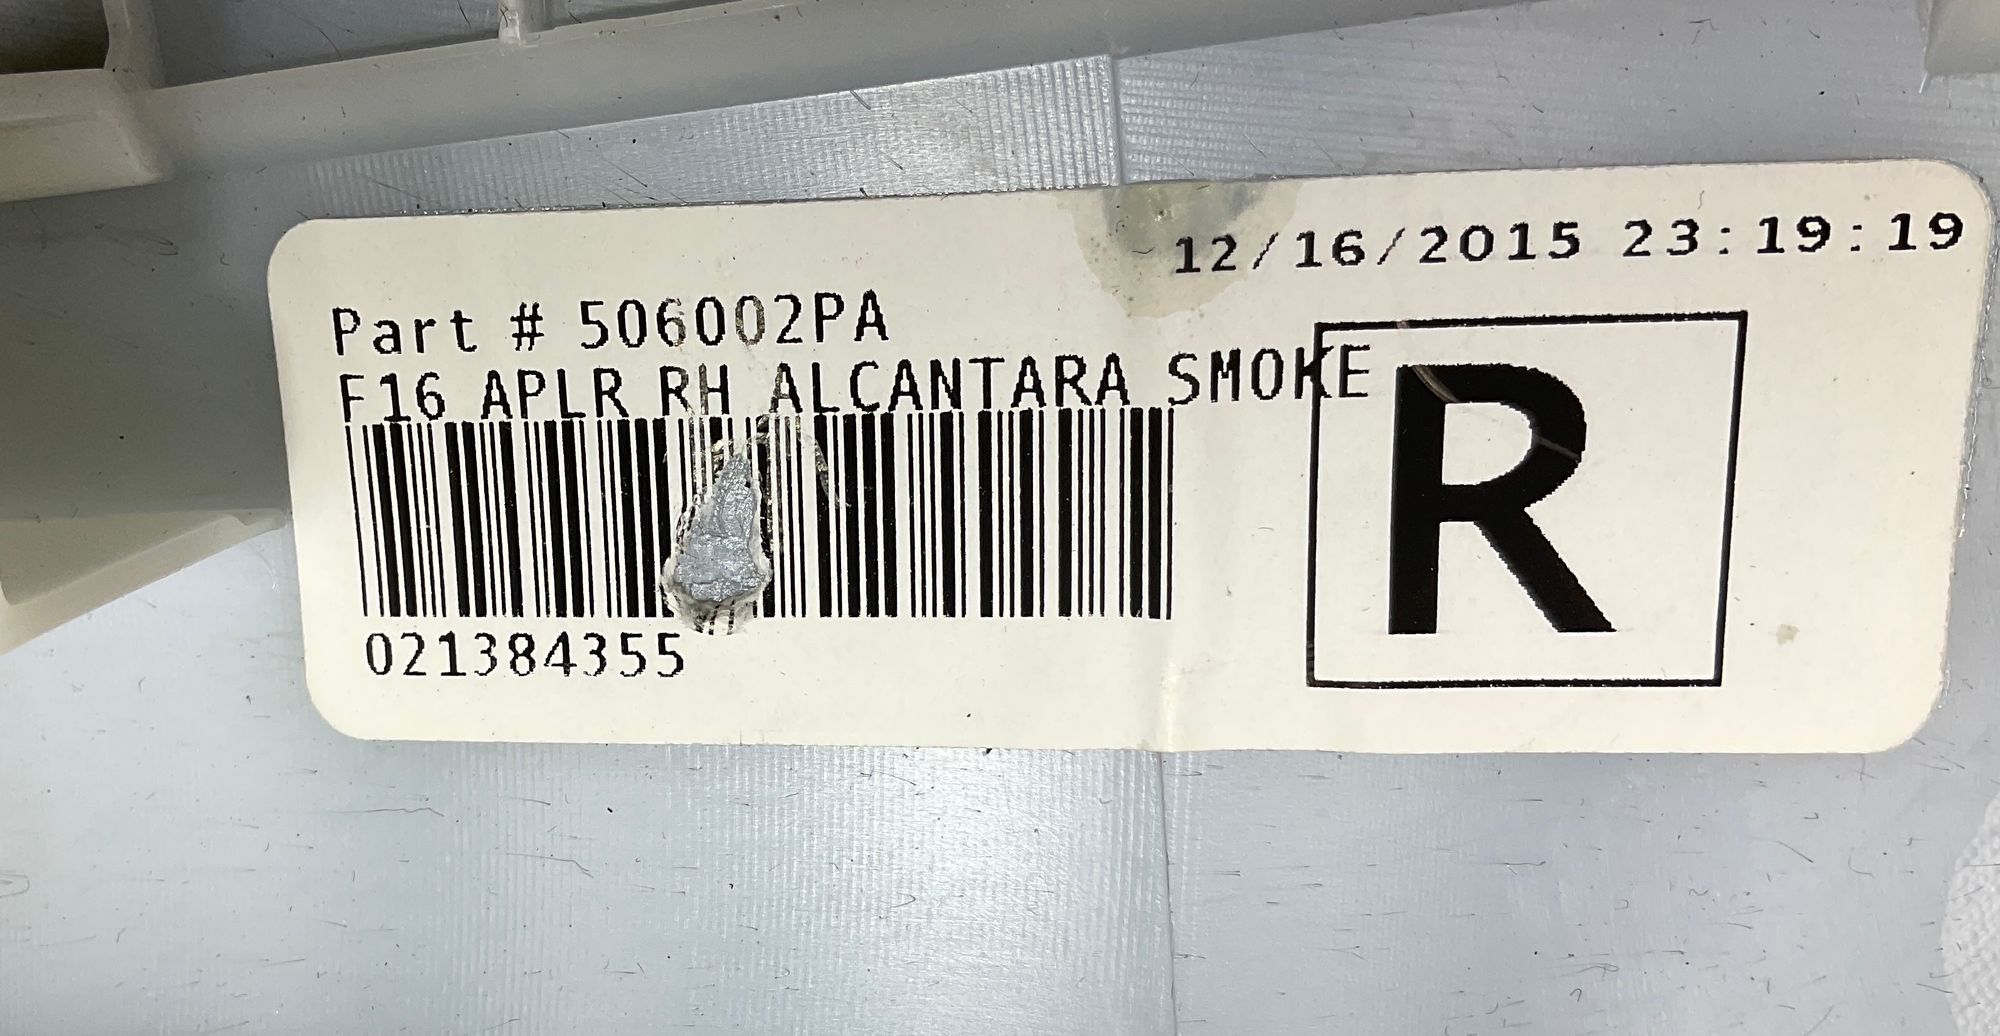 12/16/2015 23:19:19
Part # 506002PA
F16 APLR RH ALCANTARA SMOKE
R
021384355